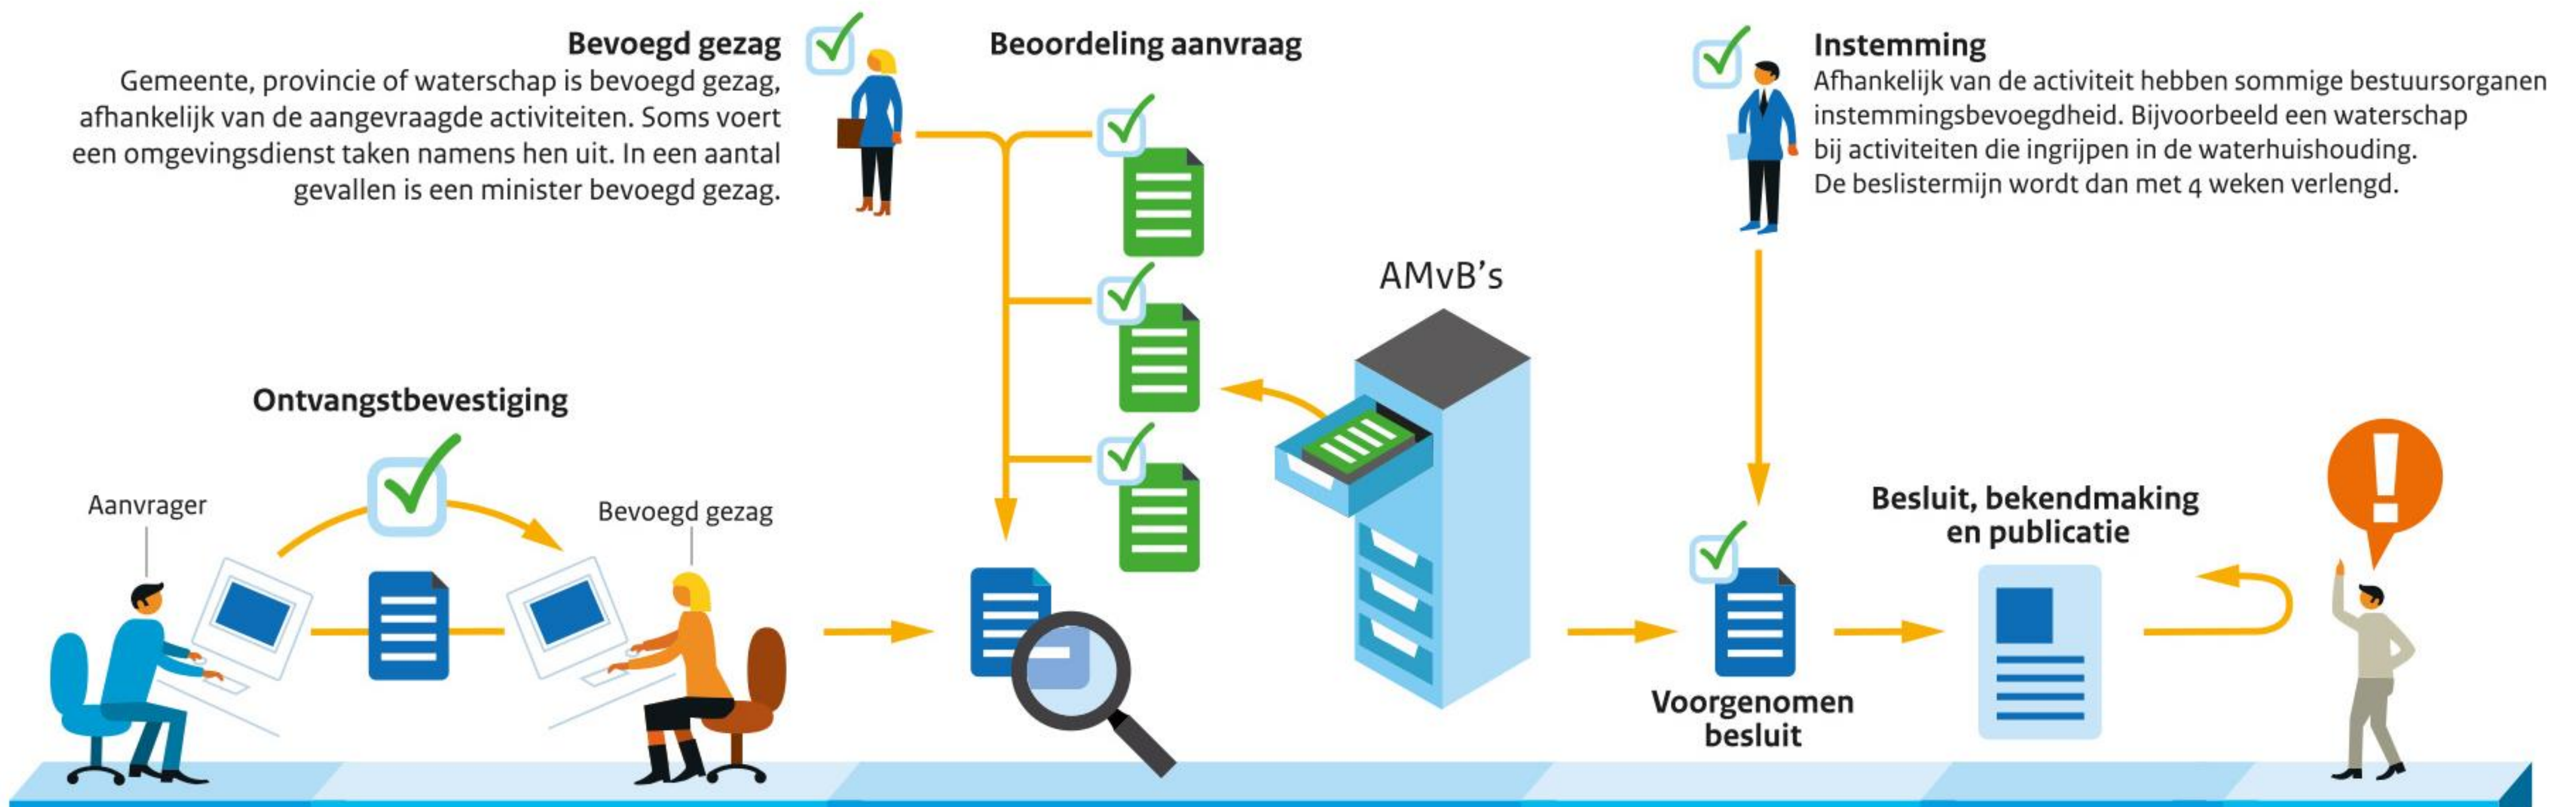 Bevoegd gezag
Gemeente, provincie of waterschap is bevoegd gezag,
afhankelijk van de aangevraagde activiteiten. Soms voert
een omgevingsdienst taken namens hen uit. In een aantal
gevallen is een minister bevoegd gezag.
Beoordeling aanvraag
Instemming
Afhankelijk van de activiteit hebben sommige bestuursorganen
instemmingsbevoegdheid. Bijvoorbeeld een waterschap
bij activiteiten die ingrijpen in de waterhuishouding.
De beslistermijn wordt dan met 4 weken verlengd.
AMvB's
Ontvangstbevestiging
Aanvrager
Bevoegd gezag
Voorgenomen
besluit
Besluit, bekendmaking
en publicatie
!